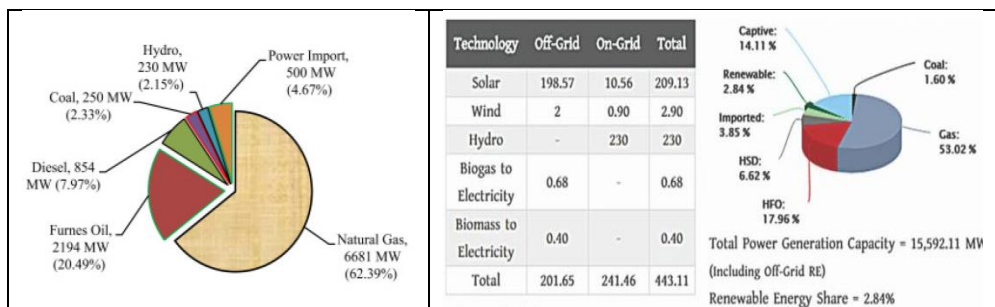 Hydro,
230 MW
(2.15%)
Power Import,
500 MW
(4.67%)
Coal, 250 MW
(2.33%)
Diesel, 854
MW (7.97%)
Furnes Oil,
2194 MW
(20.49%)
Natural Gas,
6681 MW
(62.39%)
Technology Off-Grid On-Grid Total
Solar 198.57 10.56 209.13
Wind 2 0.90 2.90
Hydro - 230 230
Biogas to
Electricity 0.68 - 0.68
Biomass to
Electricity 0.40 - 0.40
Total 201.65 241.46 443.11
Captive:
14.11 %
Coal:
1.60 %
Renewable:
2.84 %
Imported:
3.85 %
Gas:
53.02 %
HSD:
6.62 %
HFO:
17.96 %
Total Power Generation Capacity = 15,592.11 MW
(Including Off-Grid RE)
Renewable Energy Share = 2.84%